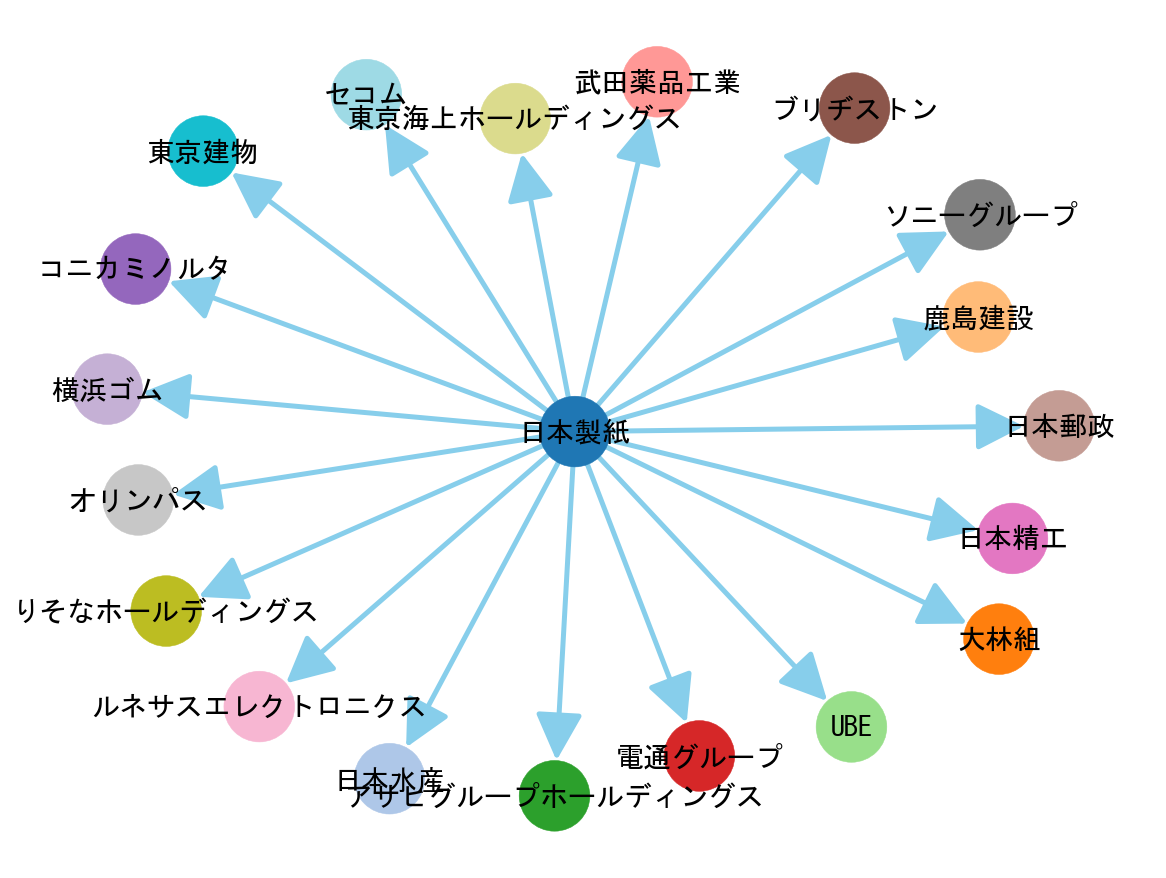 武田薬品工業
セコム
ブリヂストン
東京海上ホールディングス
東京建物
ソニーグループ
コニカミノルタ
鹿島建設
横浜ゴム
日本郵政
日本製紙
オリンパス
日本精工
りそなホールディングス
大林組
ルネサスエレクトロニクス
UBE
電通グループ
日本水産
アサヒグループホールディングス